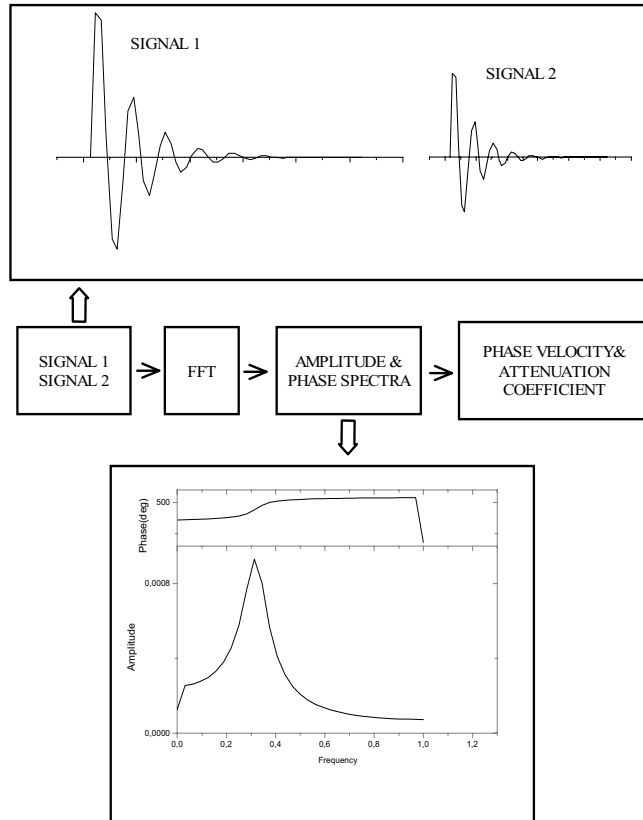 SIGNAL 1
SIGNAL 2
SIGNAL 1
SIGNAL 2
FFT
AMPLITUDE &
PHASE SPECTRA
PHASE VELOCITY&
ATTENUATION
COEFFICIENT
Phase(deg)
500
Amplitude
0,0008
0,0000
0,0 0,2 0,4 0,6 0,8 1,0 1,2
Frequency